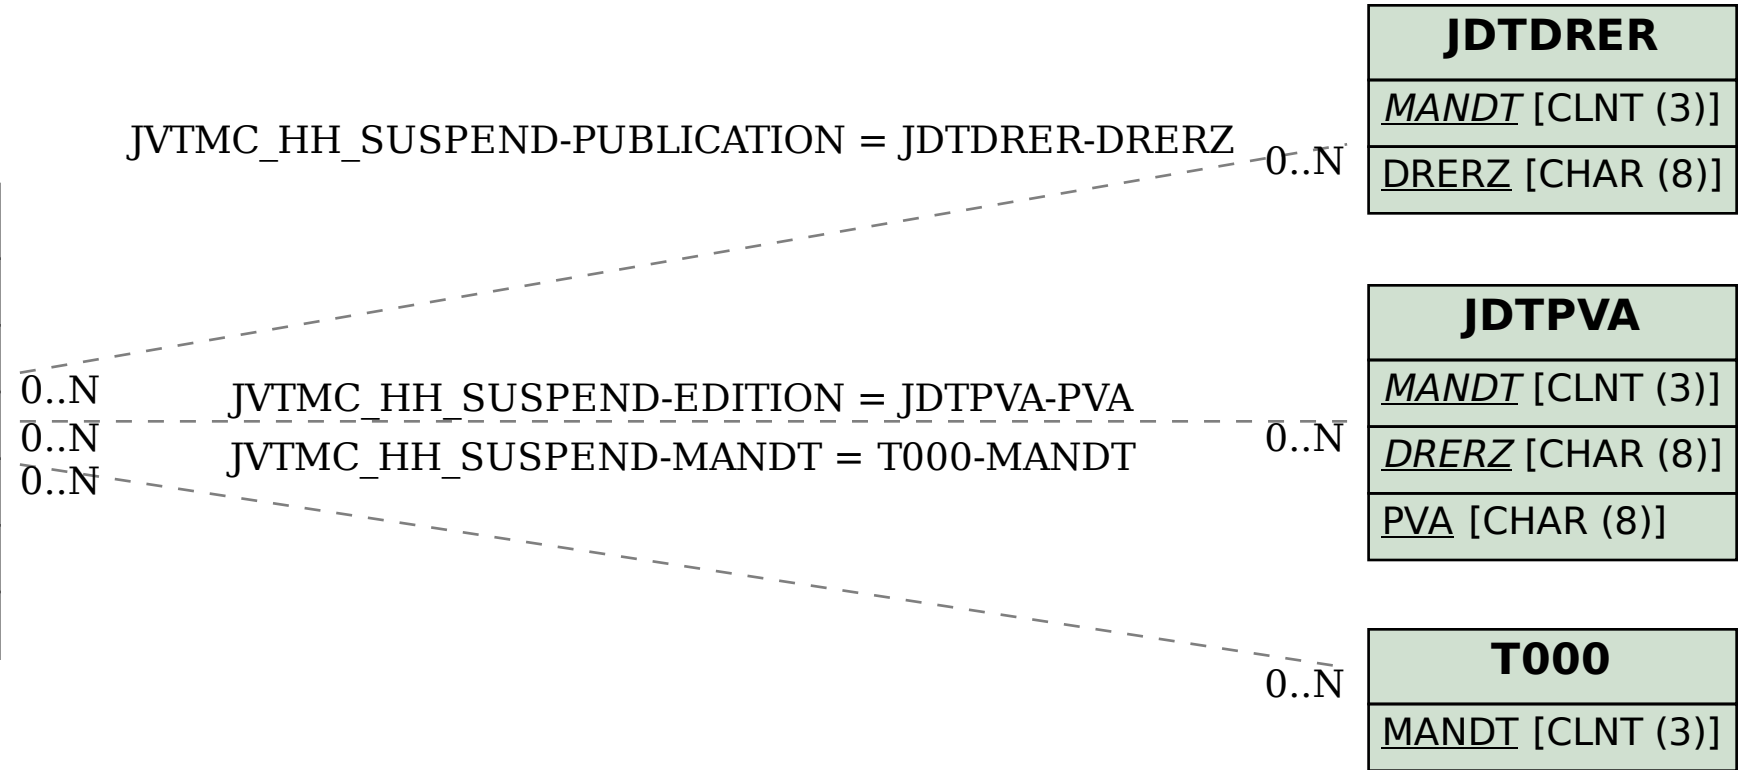 JDTDRER
MANDT [CLNT (3)]
DRERZ [CHAR (8)]
JVTMC_HH_SUSPEND-PUBLICATION = JDTDRER-DRERZ
0..N
JDTPVA
MANDT [CLNT (3)]
DRERZ [CHAR (8)]
PVA [CHAR (8)]
0..N
JVTMC_HH_SUSPEND-EDITION = JDTPVA-PVA
0..N
0..N
JVTMC_HH_SUSPEND-MANDT = T000-MANDT
0..N
0..N
T000
MANDT [CLNT (3)]